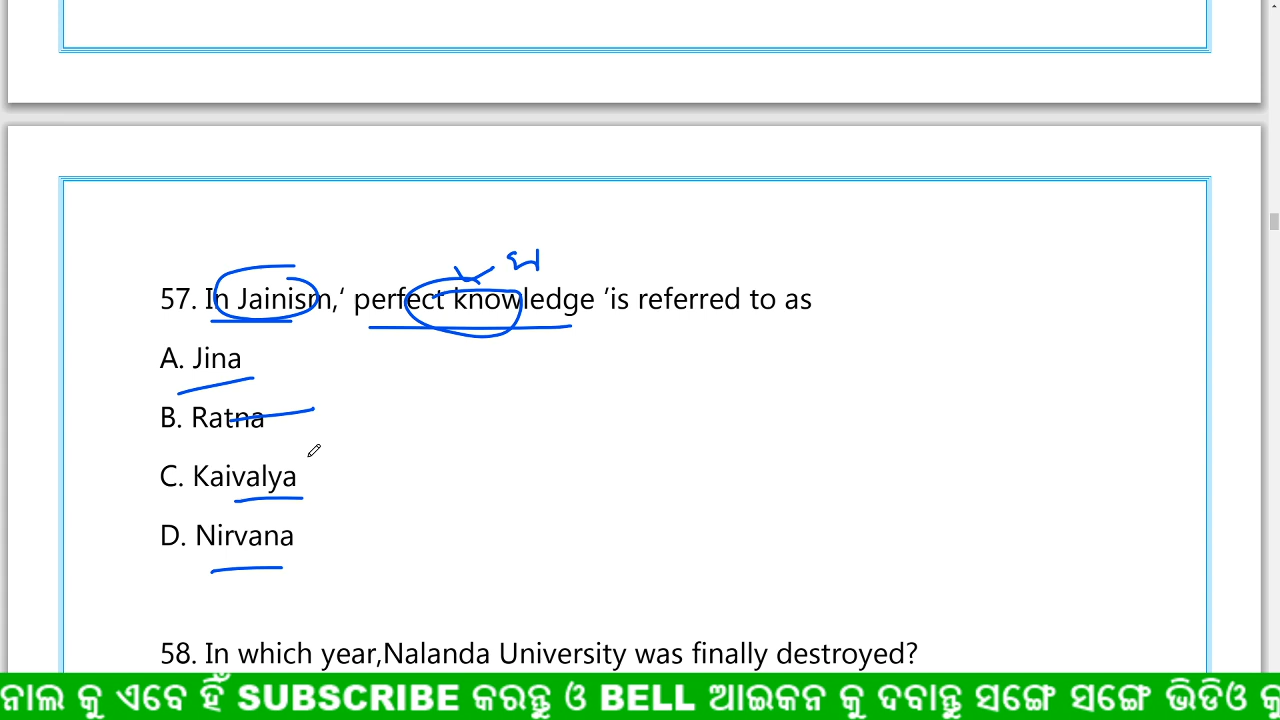 57. In Jainism,‘ perfect knowledge ’is referred to as
A. Jina
B. Ratna
C. Kaivalya
D. Nirvana
58. In which year,Nalanda University was finally destroyed?
ନାଲ କୁ ଏବେ ହିଁ SUBSCRIBE କରନ୍ତୁ ଓ BELL ଆଇକନ କୁ ଦବାନ୍ତୁ ସଙ୍ଗେ ସଙ୍ଗେ ଭିଡିଓ କୁ